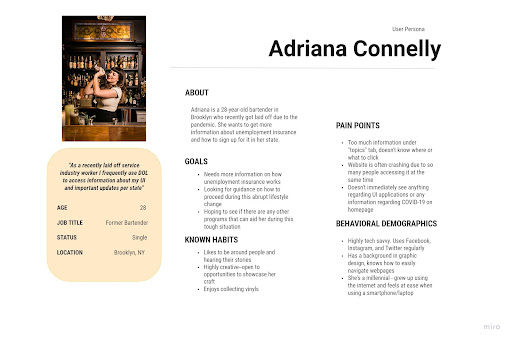 User Persona
Adriana Connelly
"As a recently laid off service
industry worker I frequently use DOL
to access information about my UI
and important updates per state"
AGE 28
JOB TITLE Former Bartender
STATUS Single
LOCATION Brooklyn, NY
ABOUT
Adriana is a 28-year-old bartender in
Brooklyn who recently got laid off due to the
pandemic. She wants to get more
information about unemployment insurance
and how to sign up for it in her state.
GOALS
• Needs more information on how
unemployment insurance works
• Looking for guidance on how to
proceed during this abrupt lifestyle
change
• Hoping to see if there are any other
programs that can aid her during this
tough situation
KNOWN HABITS
• Likes to be around people and
hearing their stories
• Highly creative-open to
opportunities to showcase her
craft
• Enjoys collecting vinyls
PAIN POINTS
• Too much information under
"topics" tab, doesn't know where or
what to click
• Website is often crashing due to so
many people accessing it at the
same time
• Doesn't immediately see anything
regarding UI applications or any
information regarding COVID-19 on
homepage
BEHAVIORAL DEMOGRAPHICS
• Highly tech savvy. Uses Facebook,
Instagram, and Twitter regularly
• Has a background in graphic
design, knows how to easily
navigate webpages
• She's a millennial - grew up using
the internet and feels at ease when
using a smartphone/laptop
miro